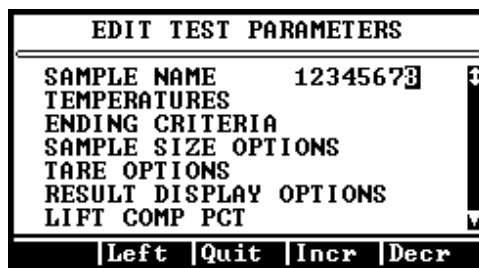 EDIT TEST PARAMETERS
SAMPLE NAME 12345678
TEMPERATURES
ENDING CRITERIA
SAMPLE SIZE OPTIONS
TARE OPTIONS
RESULT DISPLAY OPTIONS
LIFT COMP PCT
|Left |Quit |Incr |Decr